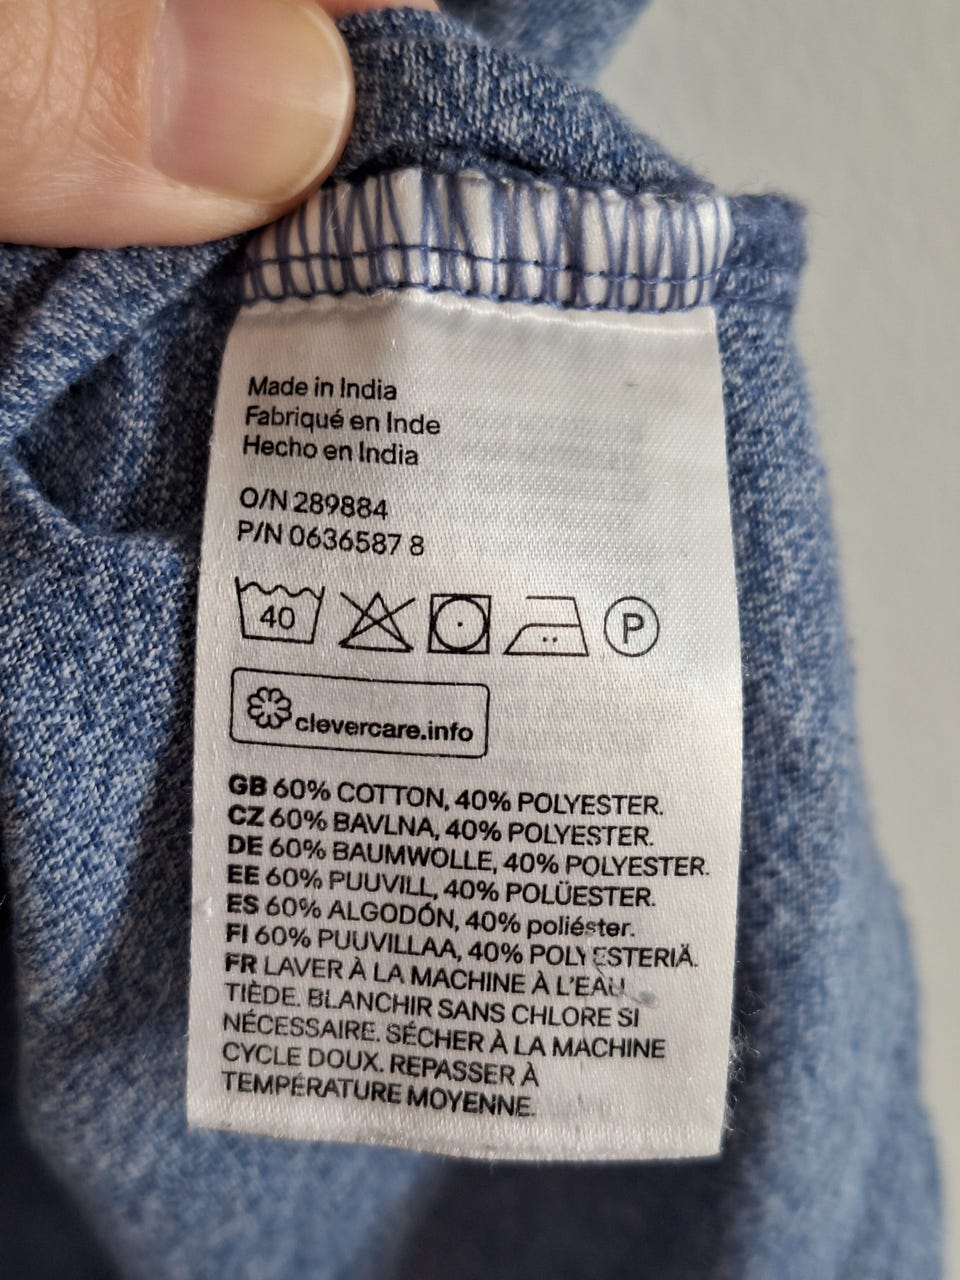 Made in India
Fabriqué en Inde
Hecho en India
O/N 289884
P/N 0636587 8
40 P
clevercare.info
GB 60% COTTON, 40% POLYESTER.
CZ 60% BAVLNA, 40% POLYESTER.
DE 60% BAUMWOLLE, 40% POLYESTER.
EE 60% PUUVILL, 40% POLÜESTER.
ES 60% ALGODÓN, 40% poliéster.
FI 60% PUUVILLAA, 40% POLYESTERIÄ.
FR LAVER À LA MACHINE À L'EAU
TIÈDE. BLANCHIR SANS CHLORE SI
NÉCESSAIRE. SÉCHER À LA MACHINE
CYCLE DOUX. REPASSER À
TEMPÉRATURE MOYENNE.